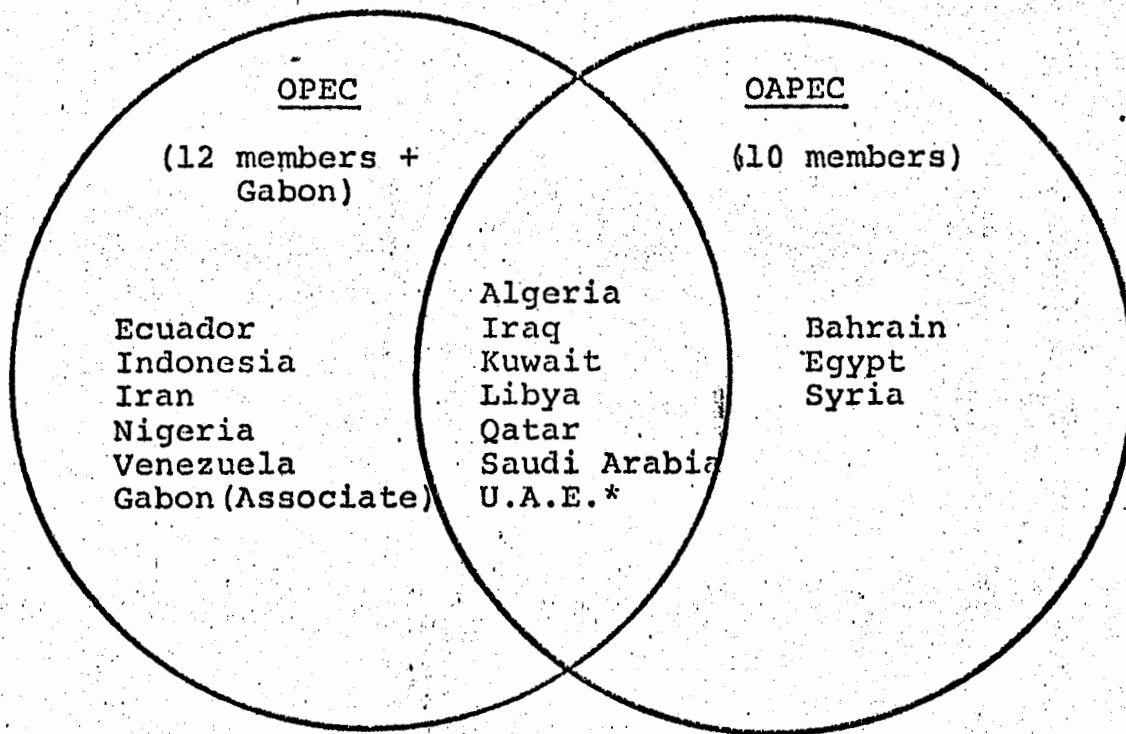 OPEC
(12 members +
Gabon)
Ecuador
Indonesia
Iran
Nigeria
Venezuela
Gabon (Associate)
Algeria
Iraq
Kuwait
Libya
Qatar
Saudi Arabia
U.A.E.*
OAPEC
(10 members)
Bahrain
Egypt
Syria